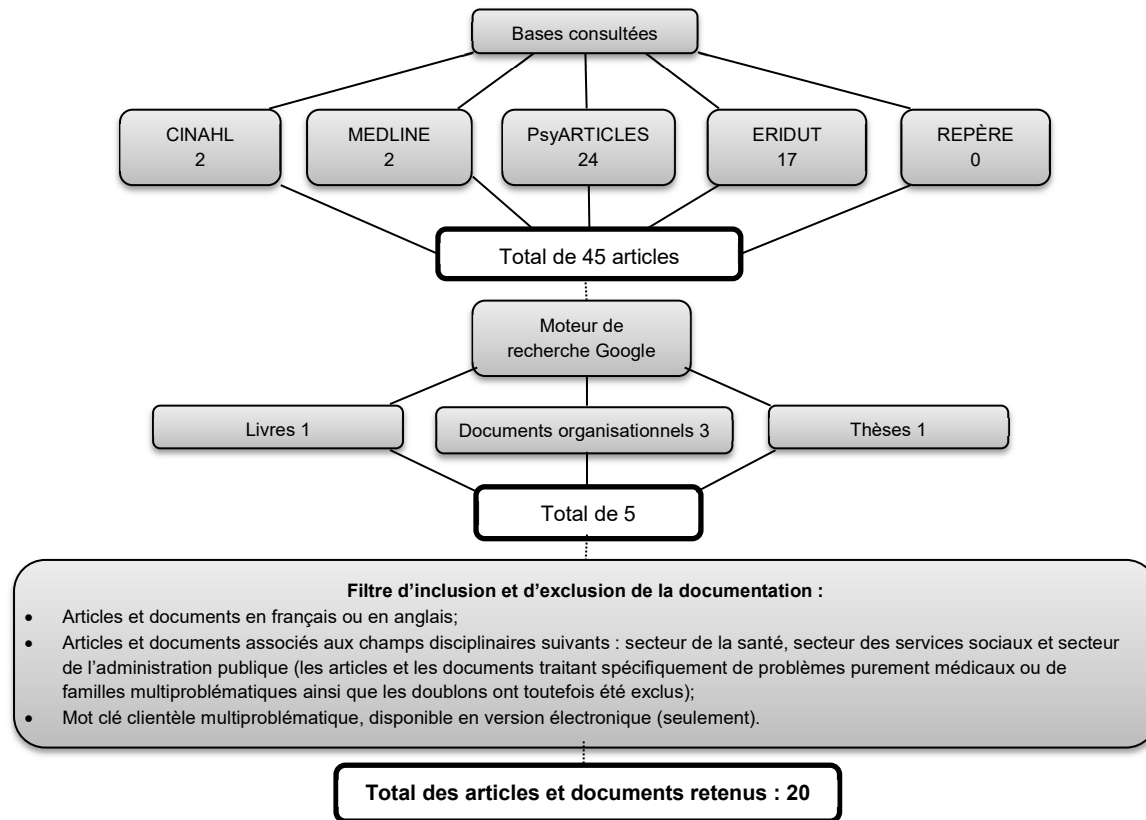 Bases consultées
CINAHL
2
MEDLINE
2
PsyARTICLES
24
ERIDUT
17
REPÈRE
0
Total de 45 articles
Moteur de
recherche Google
Livres 1
Documents organisationnels 3
Thèses 1
Total de 5
Filtre d’inclusion et d’exclusion de la documentation :
• Articles et documents en français ou en anglais;
• Articles et documents associés aux champs disciplinaires suivants : secteur de la santé, secteur des services sociaux et secteur
de l’administration publique (les articles et les documents traitant spécifiquement de problèmes purement médicaux ou de
familles multiproblématiques ainsi que les doublons ont toutefois été exclus);
• Mot clé clientèle multiproblématique, disponible en version électronique (seulement).
Total des articles et documents retenus : 20